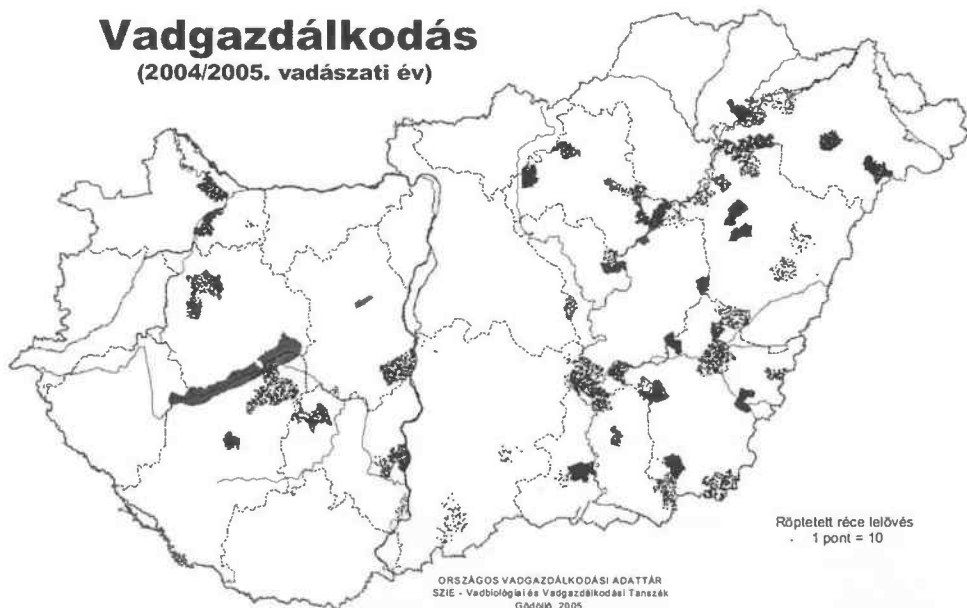 Vadgazdálkodás
(2004/2005. vadászati év)
Röptetett réce lelövés
. 1 pont = 10
ORSZÁGOS VADGAZDÁLKODÁSI ADATTÁR
SZIE - Vadbiológiai és Vadgazdálkodási Tanszék
Gödöllő, 2005